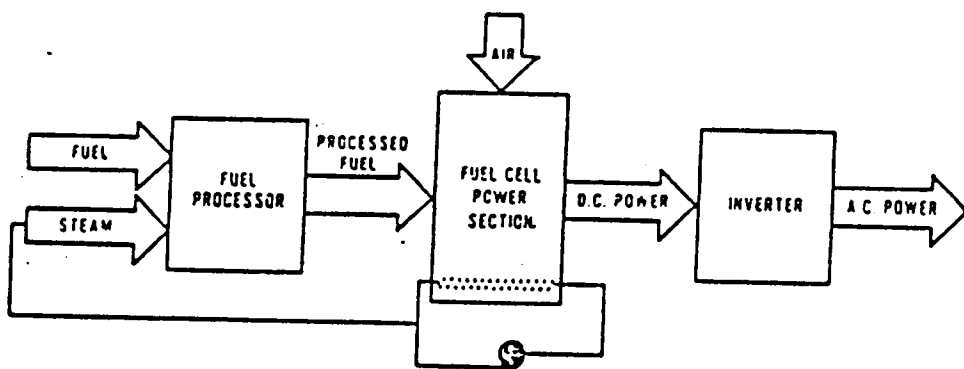 AIR
FUEL
STEAM
FUEL
PROCESSOR
PROCESSED
FUEL
FUEL CELL
POWER
SECTION.
D.C. POWER
INVERTER
A.C. POWER